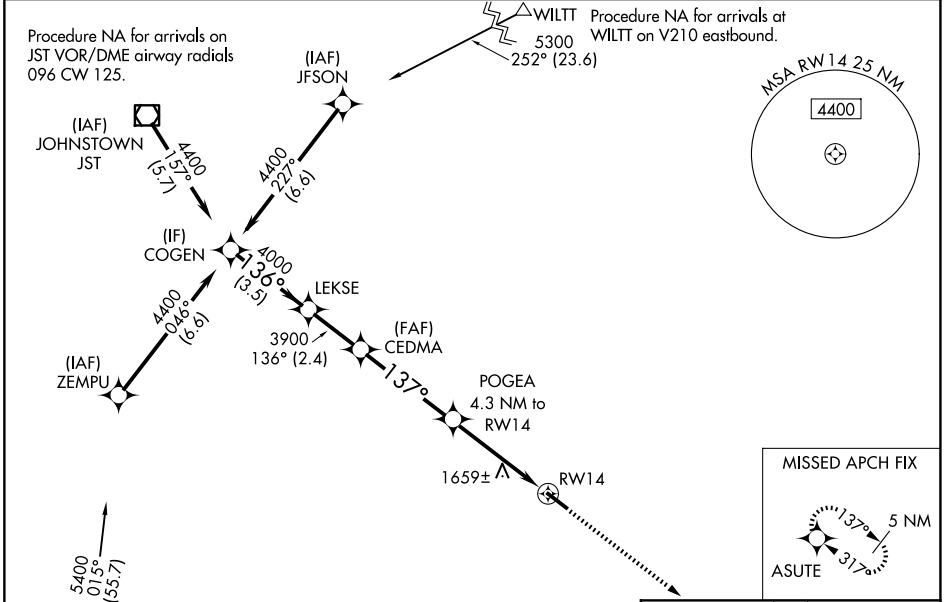 Procedure NA for arrivals on
JST VOR/DME airway radials
096 CW 125.
WILTT
Procedure NA for arrivals at
WILTT on V210 eastbound.
5300
252° (23.6)
(IAF)
JFSON
MSA RW14 25 NM
4400
(IAF)
JOHNSTOWN
JST
4400
157°
(5.7)
4400
227°
(6.6)
(IF)
COGEN
4000
136°
(3.5)
LEKSE
3900
136° (2.4)
(FAF)
CEDMA
4400
046°
(6.6)
(IAF)
ZEMPU
137°
POGEA
4.3 NM to
RW14
1659±
RW14
MISSED APCH FIX
137°
5 NM
317°
ASUTE
5400
015°
(55.7)